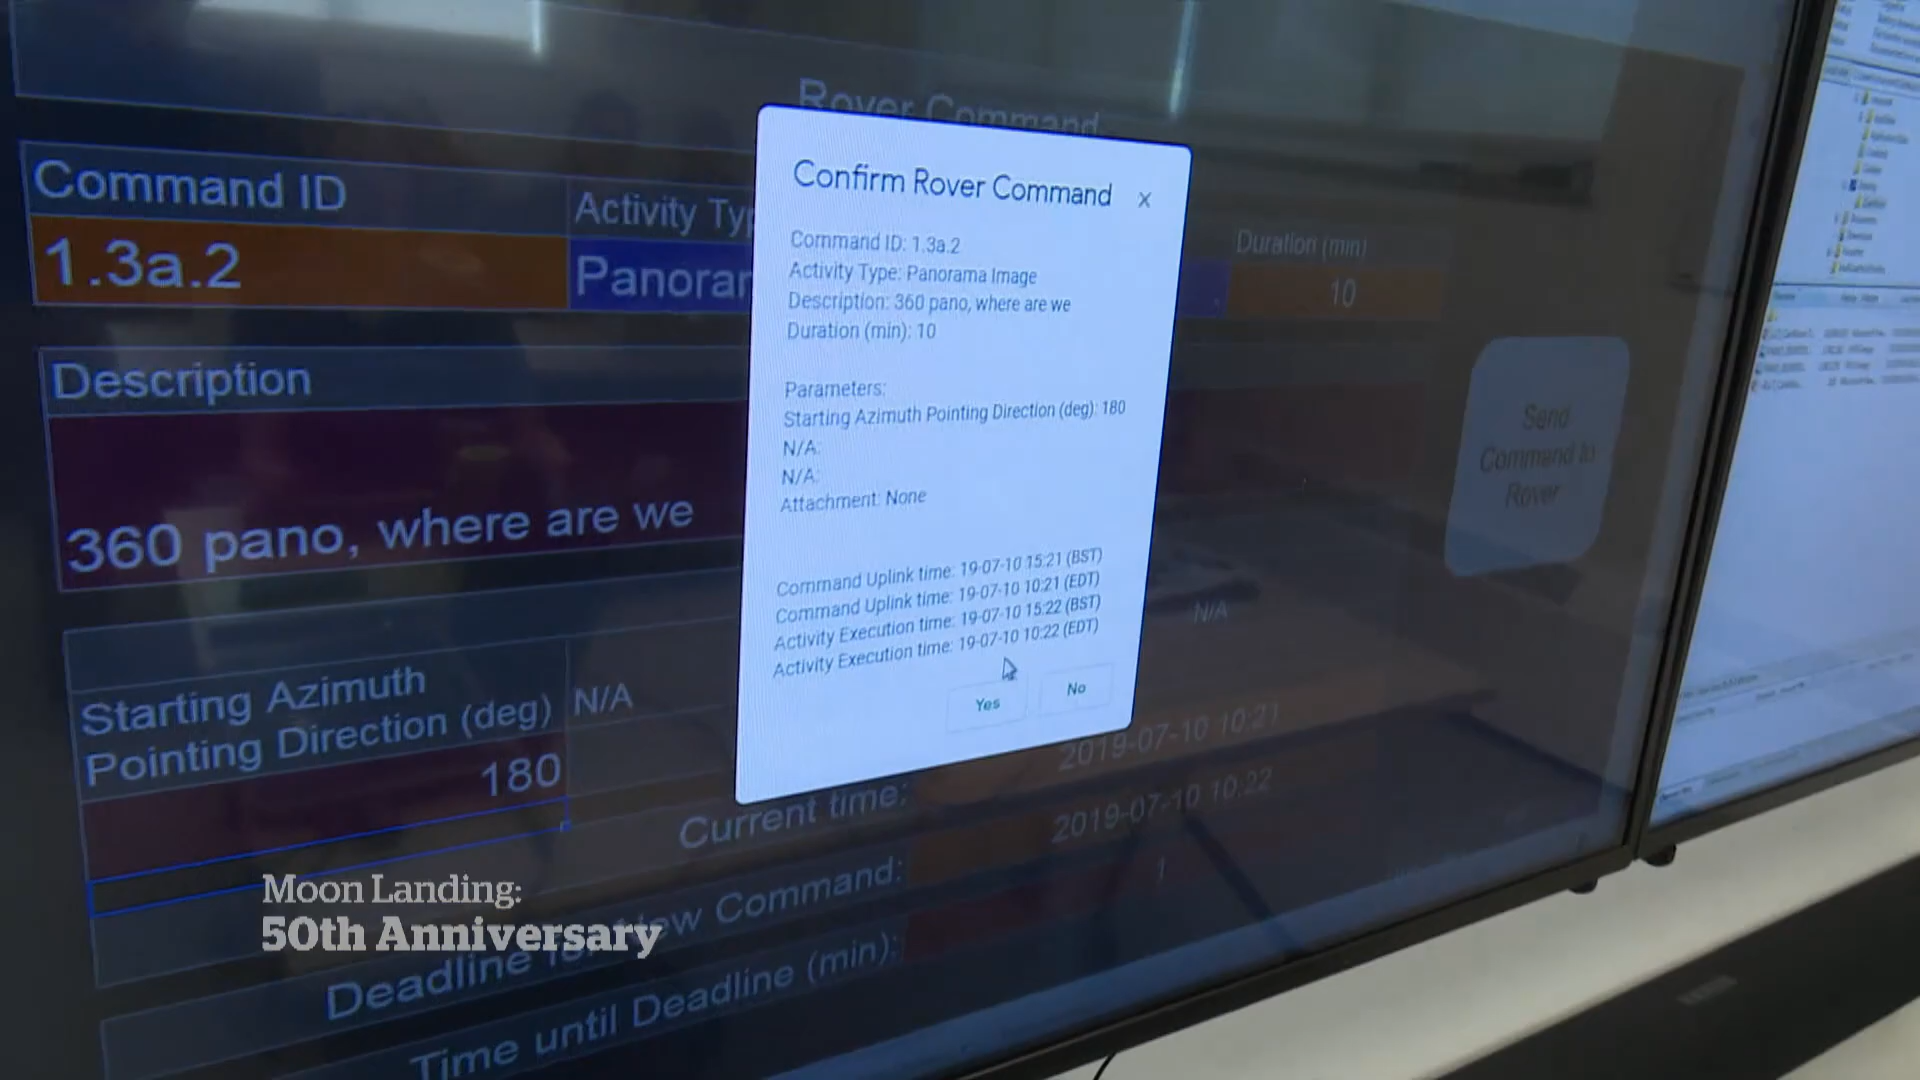 Rover Command
Command ID
Activity Ty
Duration (min)
1.3a.2
Panora
10
Description
360 pano, where are we
Send
Command to
Rover
Starting Azimuth
Pointing Direction (deg)
N/A
N/A
180
Current time:
2019-07-10 10:21
Deadline
w Command:
2019-07-10 10:22
Time until Deadline (min):
1
Confirm Rover Command
×
Command ID: 1.3a.2
Activity Type: Panorama Image
Description: 360 pano, where are we
Duration (min): 10
Parameters:
Starting Azimuth Pointing Direction (deg): 180
N/A:
N/A:
Attachment: None
Command Uplink time: 19-07-10 15:21 (BST)
Command Uplink time: 19-07-10 10:21 (EDT)
Activity Execution time: 19-07-10 15:22 (BST)
Activity Execution time: 19-07-10 10:22 (EDT)
Yes
No
Moon Landing:
50th Anniversary